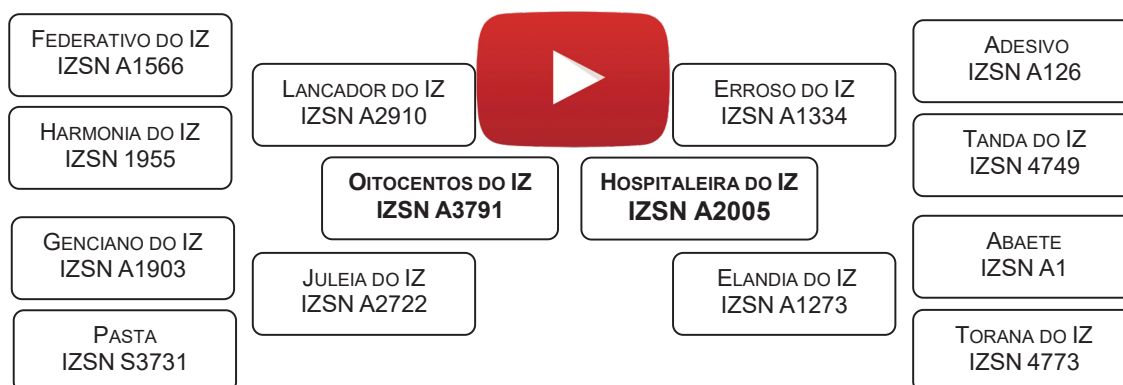 FEDERATIVO DO IZ
IZSN A1566
HARMONIA DO IZ
IZSN 1955
GENCIANO DO IZ
IZSN A1903
PASTA
IZSN S3731
LANCADOR DO IZ
IZSN A2910
JULEIA DO IZ
IZSN A2722
OITOCENTOS DO IZ
IZSN A3791
HOSPITALEIRA DO IZ
IZSN A2005
ERROSO DO IZ
IZSN A1334
ELANDIA DO IZ
IZSN A1273
ADESIVO
IZSN A126
TANDA DO IZ
IZSN 4749
ABAETE
IZSN A1
TORANA DO IZ
IZSN 4773